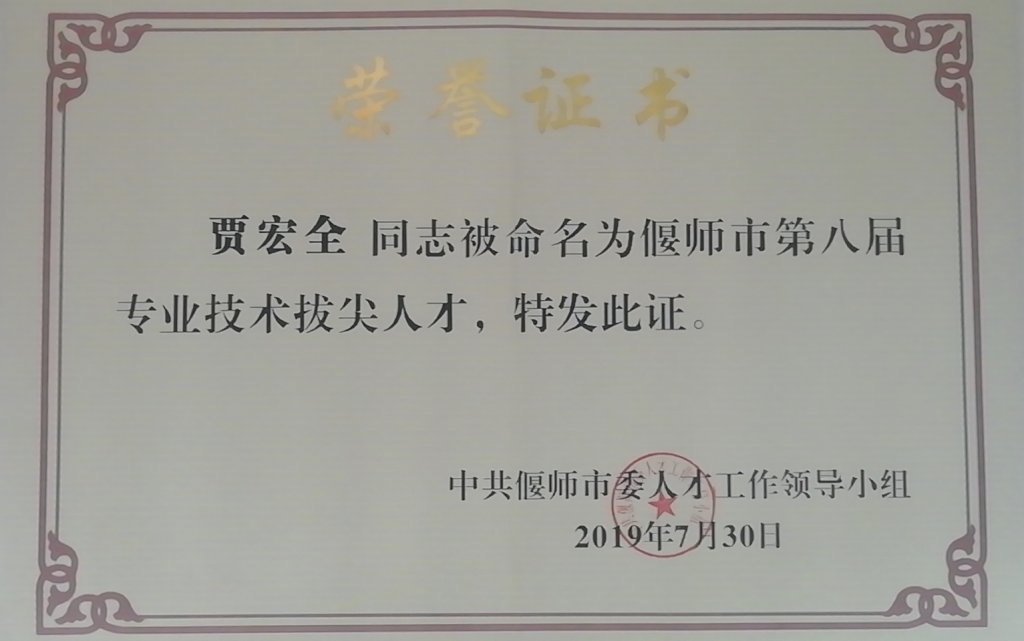 荣誉证书
贾宏全 同志被命名为偃师市第八届
专业技术拔尖人才，特发此证。
中共偃师市委人才工作领导小组
2019年7月30日